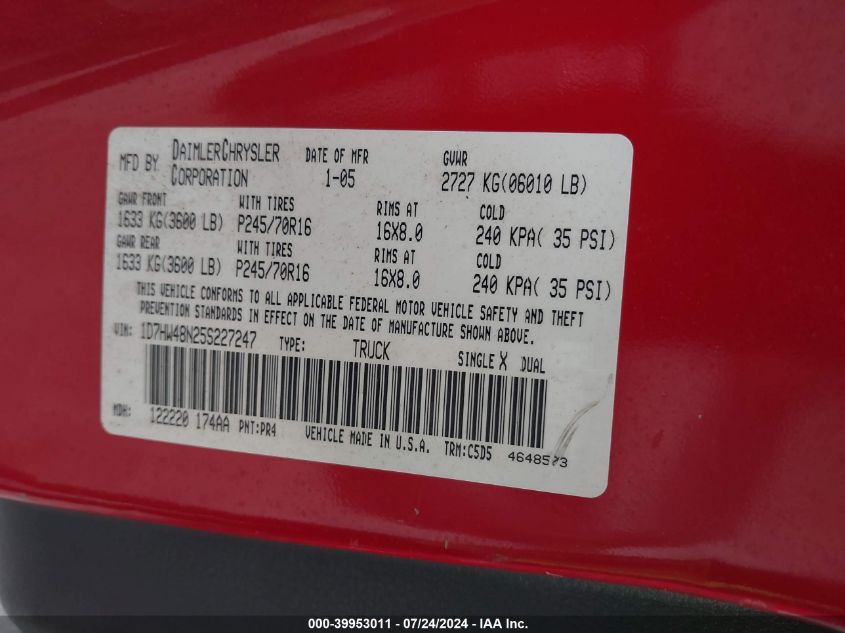 MFD BY DAIMLERCHRYSLER CORPORATION DATE OF MFR 1-05 GVWR 2727 KG(06010 LB)
GAWR FRONT WITH TIRES RIMS AT COLD
1633 KG(3600 LB) P245/70R16 16X8.0 240 KPA( 35 PSI)
GAWR REAR WITH TIRES RIMS AT COLD
1633 KG(3600 LB) P245/70R16 16X8.0 240 KPA( 35 PSI)
THIS VEHICLE CONFORMS TO ALL APPLICABLE FEDERAL MOTOR VEHICLE SAFETY AND THEFT
PREVENTION STANDARDS IN EFFECT ON THE DATE OF MANUFACTURE SHOWN ABOVE.
VIN: 1D7HW48N25S227247 TYPE: TRUCK SINGLE X DUAL
MDH: 122220 174AA PNT:PR4 VEHICLE MADE IN U.S.A. TRM:C5D5
000-39953011 - 07/24/2024 - IAA Inc.